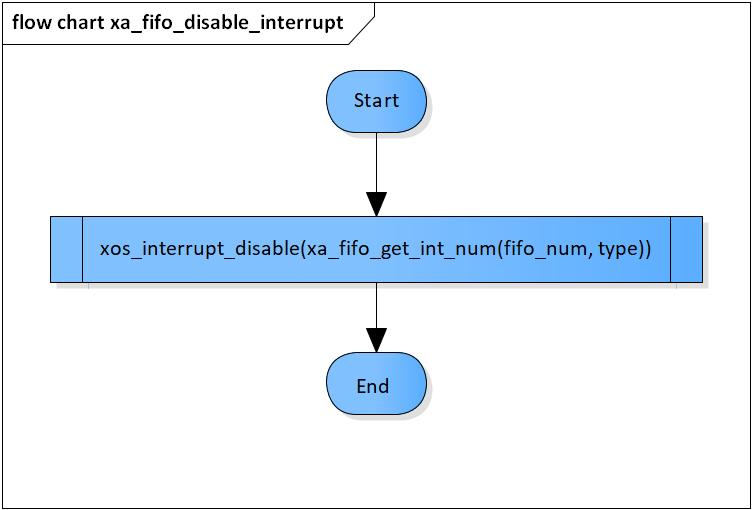 flow chart xa_fifo_disable_interrupt
Start
xos_interrupt_disable(xa_fifo_get_int_num(fifo_num, type))
End